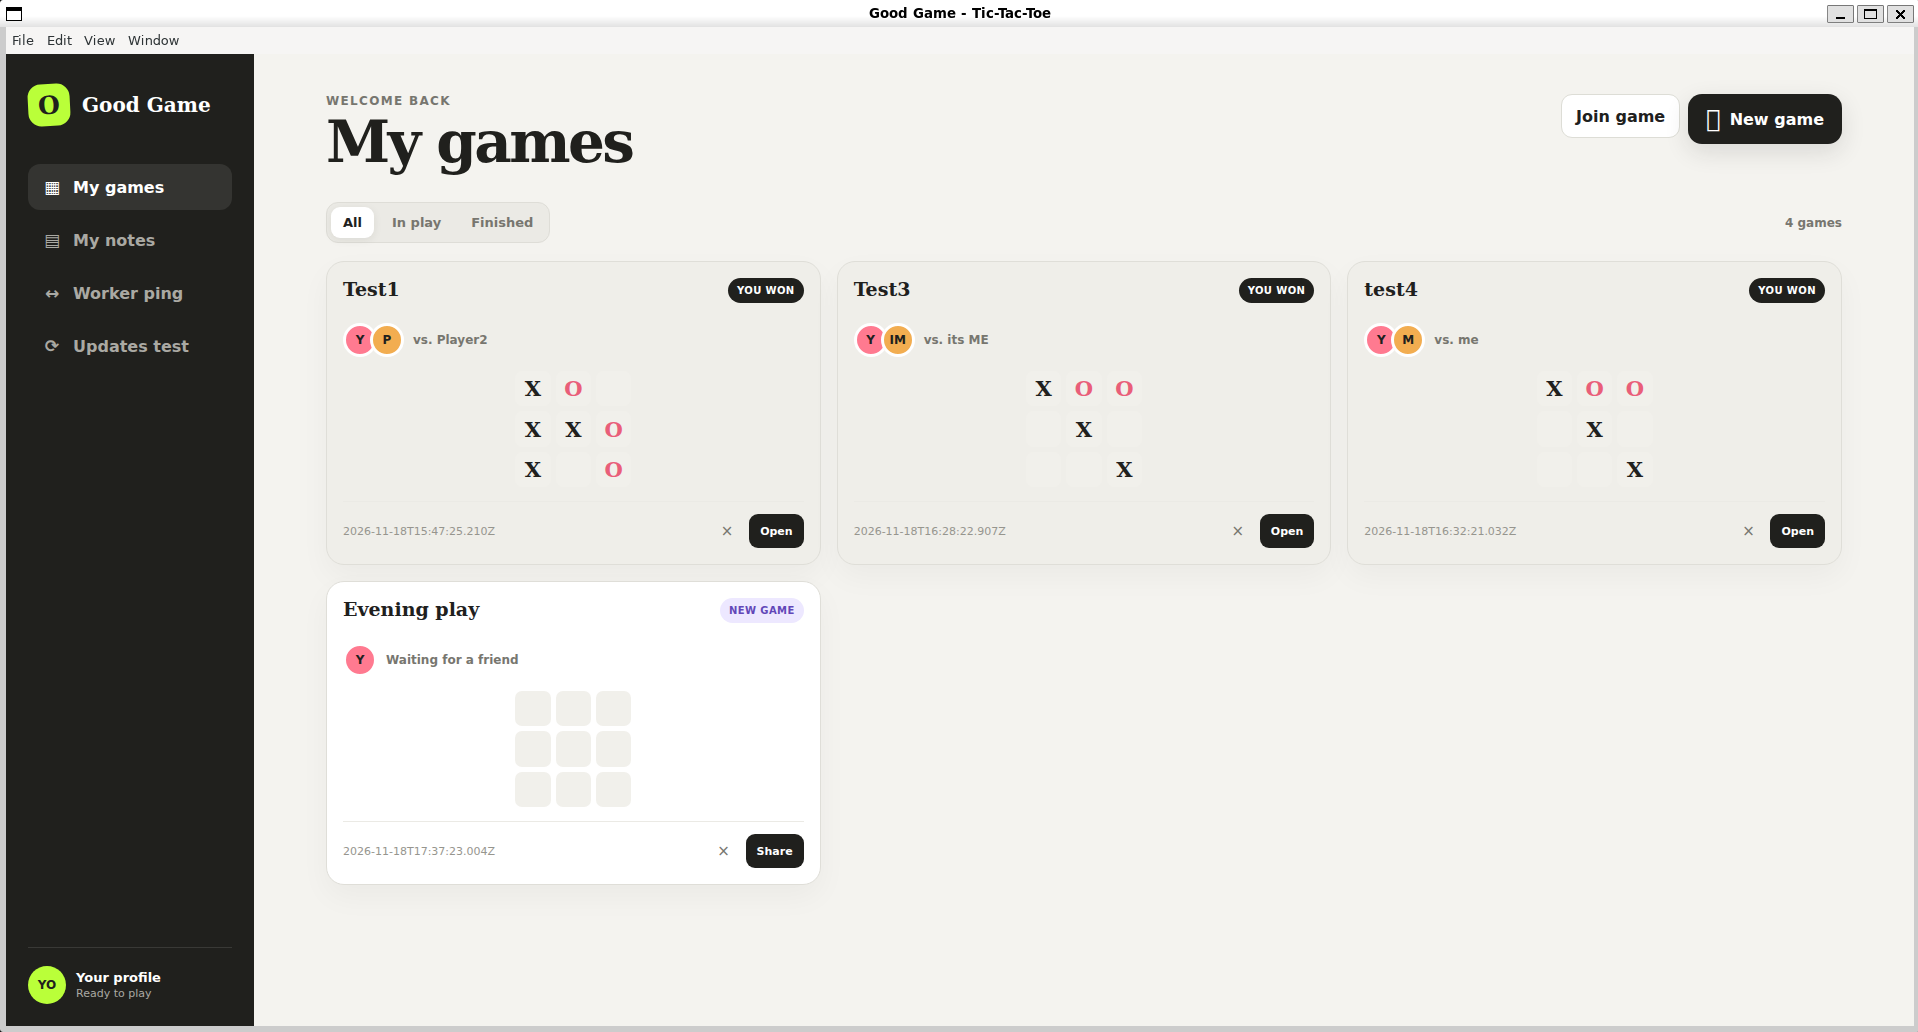 Good Game - Tic-Tac-Toe
File Edit View Window
O Good Game
My games
My notes
Worker ping
Updates test
YO Your profile
Ready to play
WELCOME BACK
My games
Join game
New game
All In play Finished
4 games
Test1 YOU WON
Y P vs. Player2
X O
X X O
X O
2026-11-18T15:47:25.210Z × Open
Test3 YOU WON
Y IM vs. its ME
X O O
X
X
2026-11-18T16:28:22.907Z × Open
test4 YOU WON
Y M vs. me
X O O
X
X
2026-11-18T16:32:21.032Z × Open
Evening play NEW GAME
Y Waiting for a friend
2026-11-18T17:37:23.004Z × Share